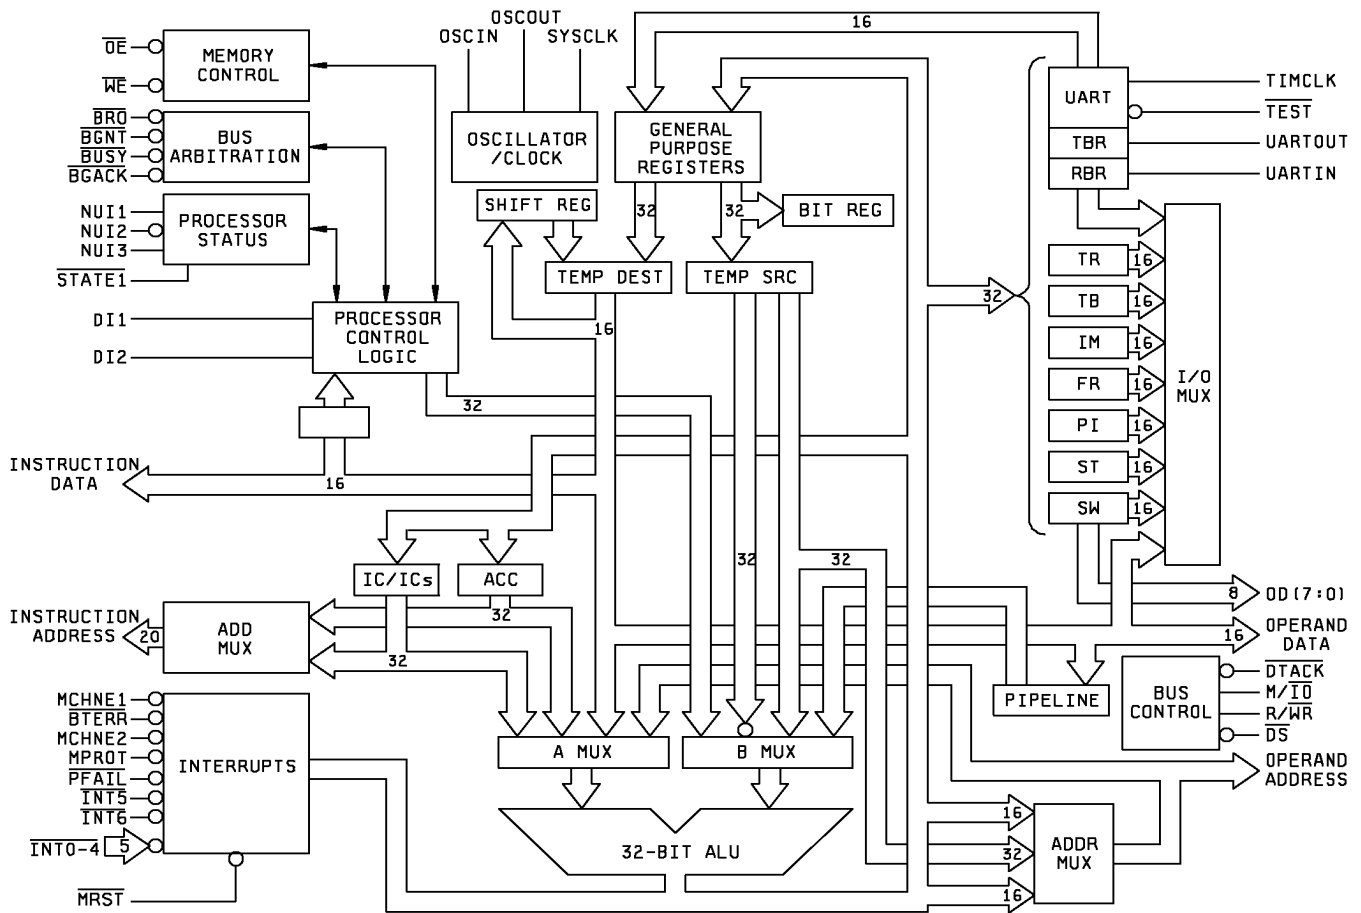 OSCOUT
OSCIN
SYSCLK
16
OE
WE
MEMORY
CONTROL
BRO
BGNT
BUSY
BGACK
BUS
ARBITRATION
NUI1
NUI2
NUI3
STATE1
PROCESSOR
STATUS
DI1
DI2
PROCESSOR
CONTROL
LOGIC
OSCILLATOR
/CLOCK
GENERAL
PURPOSE
REGISTERS
SHIFT REG
32
32
BIT REG
TEMP DEST
TEMP SRC
16
32
UART
TBR
RBR
TIMCLK
TEST
UARTOUT
UARTIN
32
TR
16
TB
16
IM
16
FR
16
PI
16
ST
16
SW
16
I/O
MUX
INSTRUCTION
DATA
16
IC/ICs
ACC
32
32
32
32
INSTRUCTION
ADDRESS
20
ADD
MUX
8
OD(7:0)
16
OPERAND
DATA
PIPELINE
BUS
CONTROL
DTACK
M/IO
R/WR
DS
OPERAND
ADDRESS
MCHNE1
BTERR
MCHNE2
MPROT
PFAIL
INT5
INT6
INTO-4
5
MRST
INTERRUPTS
A MUX
B MUX
32-BIT ALU
16
32
16
ADDR
MUX